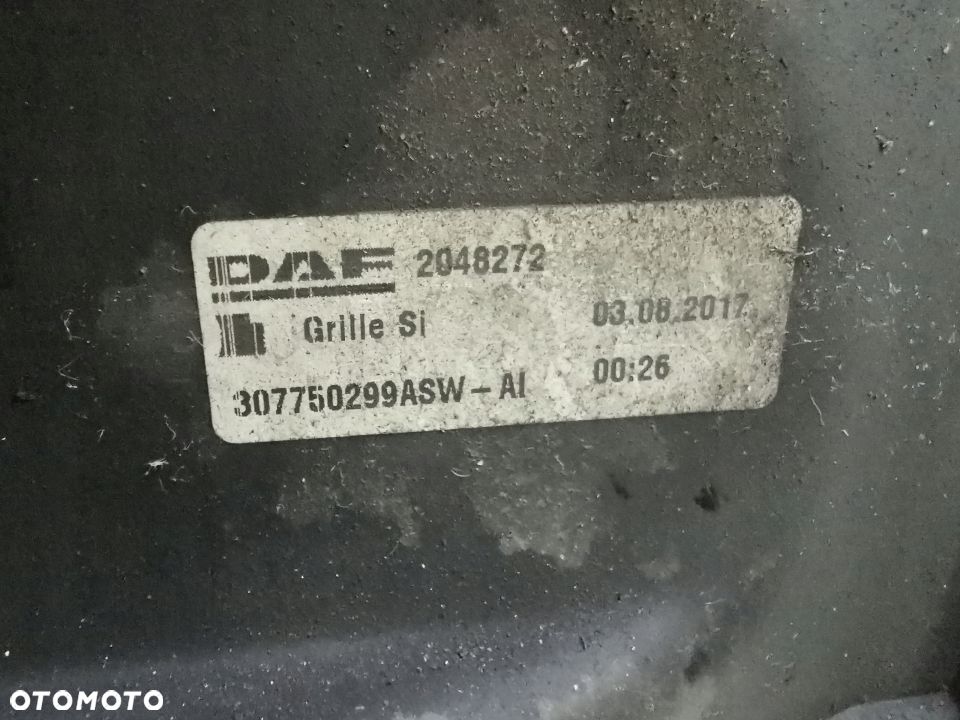 DAF 2048272
Grille Si 03.08.2017
307750299ASW-AI 00:26
OTOMOTO